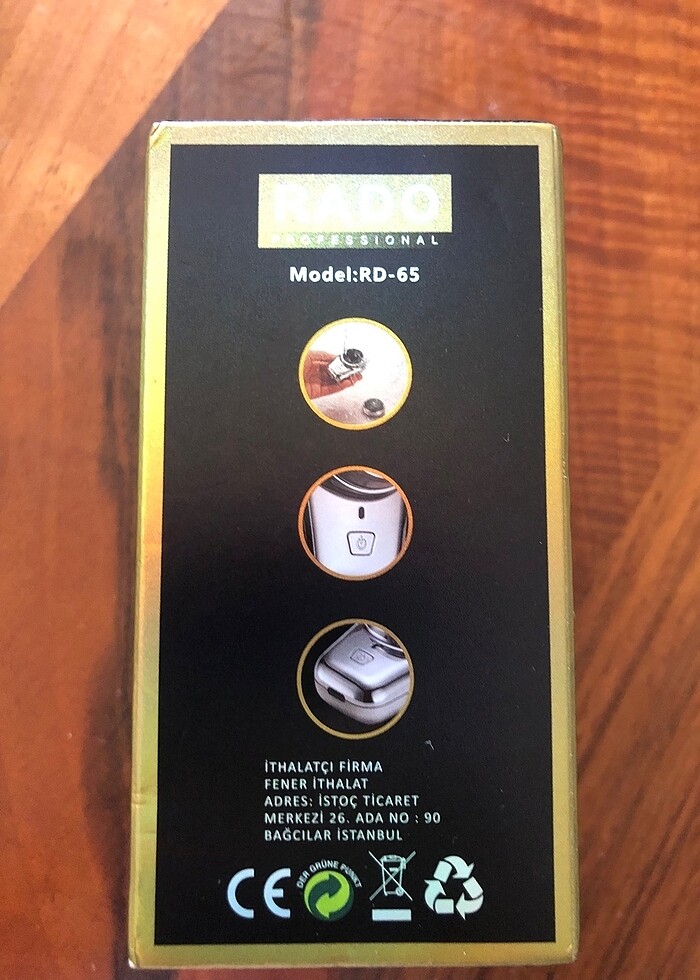 RADO
PROFESSIONAL
Model:RD-65
İTHALATÇI FİRMA
FENER İTHALAT
ADRES: İSTOÇ TİCARET
MERKEZİ 26. ADA NO : 90
BAĞCILAR İSTANBUL
CE
DER GRÜNE PUNKT